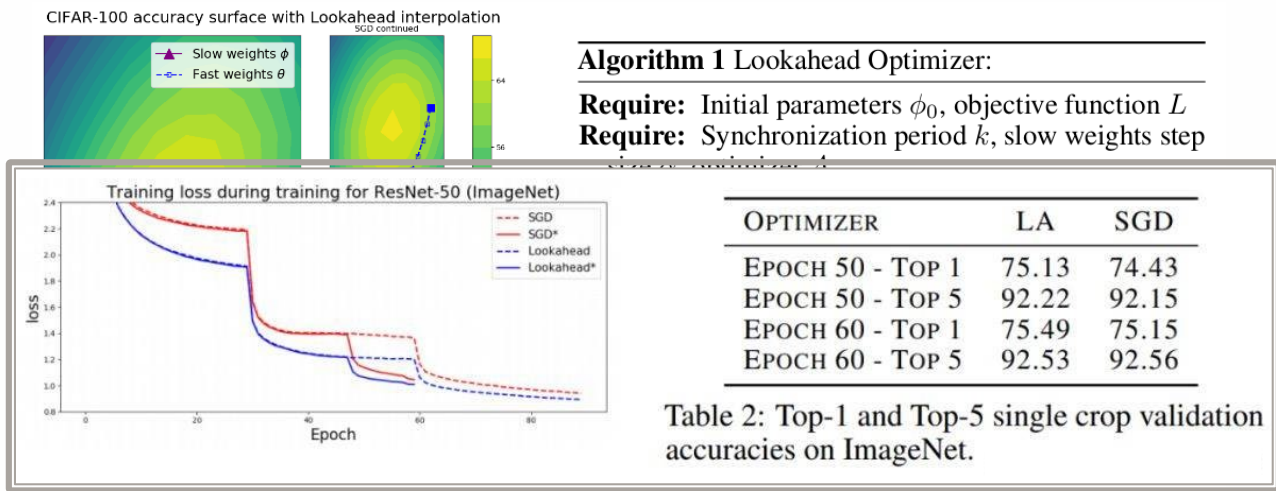 CIFAR-100 accuracy surface with Lookahead interpolation
SGD continued
Slow weights ϕ
Fast weights θ
64
56
Algorithm 1 Lookahead Optimizer:
Require: Initial parameters ϕ0, objective function L
Require: Synchronization period k, slow weights step
Training loss during training for ResNet-50 (ImageNet)
2.4
2.2
2.0
1.8
1.6
1.4
1.2
1.0
0.8
loss
SGD
SGD*
Lookahead
Lookahead*
0
20
40
60
80
Epoch
OPTIMIZER LA SGD
EPOCH 50 - TOP 1 75.13 74.43
EPOCH 50 - TOP 5 92.22 92.15
EPOCH 60 - TOP 1 75.49 75.15
EPOCH 60 - TOP 5 92.53 92.56
Table 2: Top-1 and Top-5 single crop validation
accuracies on ImageNet.